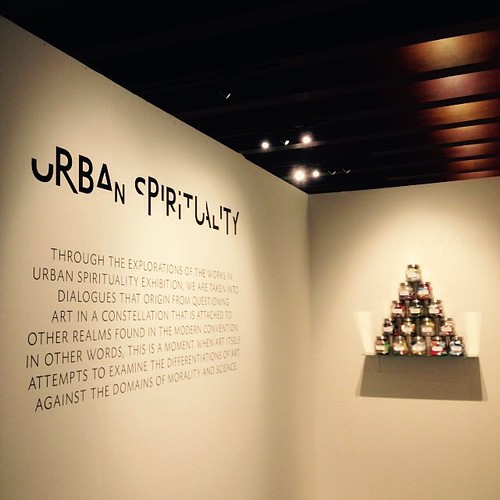 URBAN SPIRITUALITY
THROUGH THE EXPLORATIONS OF THE WORKS IN
URBAN SPIRITUALITY EXHIBITION, WE ARE TAKEN INTO
DIALOGUES THAT ORIGIN FROM QUESTIONING
ART IN A CONSTELLATION THAT IS ATTACHED TO
OTHER REALMS FOUND IN THE MODERN CONVENTION.
IN OTHER WORDS, THIS IS A MOMENT WHEN ART ITSELF
ATTEMPTS TO EXAMINE THE DIFFERENTIATIONS OF ART
AGAINST THE DOMAINS OF MORALITY AND SCIENCE.